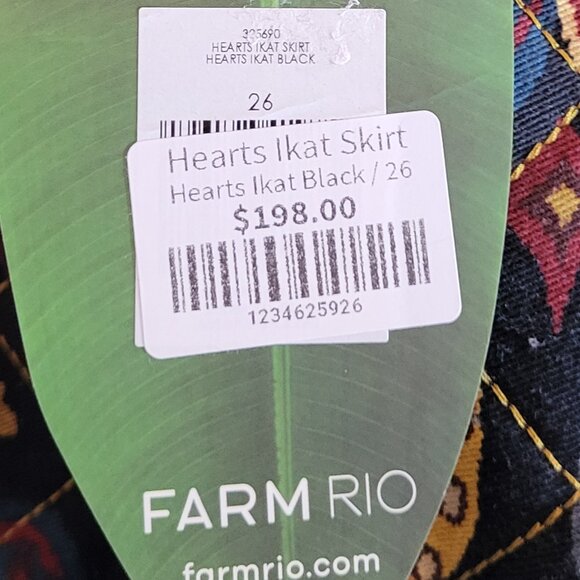 325690
HEARTS IKAT SKIRT
HEARTS IKAT BLACK
26
Hearts Ikat Skirt
Hearts Ikat Black / 26
$198.00
1234625926
FARM RIO
farmrio.com